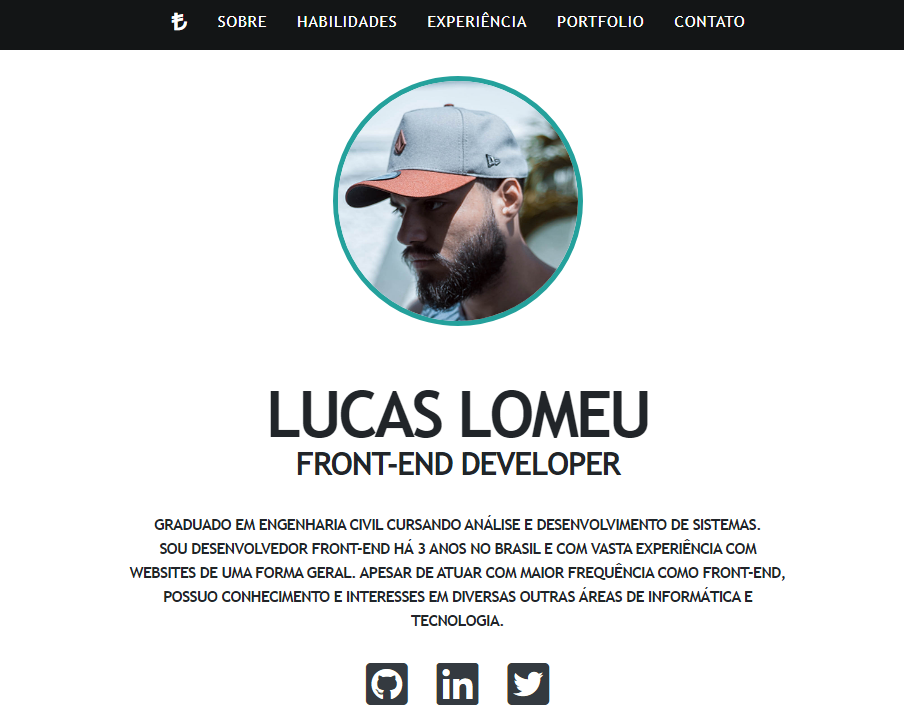 SOBRE HABILIDADES EXPERIÊNCIA PORTFOLIO CONTATO
LUCAS LOMEU
FRONT-END DEVELOPER
GRADUADO EM ENGENHARIA CIVIL CURSANDO ANÁLISE E DESENVOLVIMENTO DE SISTEMAS.
SOU DESENVOLVEDOR FRONT-END HÁ 3 ANOS NO BRASIL E COM VASTA EXPERIÊNCIA COM
WEBSITES DE UMA FORMA GERAL. APESAR DE ATUAR COM MAIOR FREQUÊNCIA COMO FRONT-END,
POSSUO CONHECIMENTO E INTERESSES EM DIVERSAS OUTRAS ÁREAS DE INFORMÁTICA E
TECNOLOGIA.
in